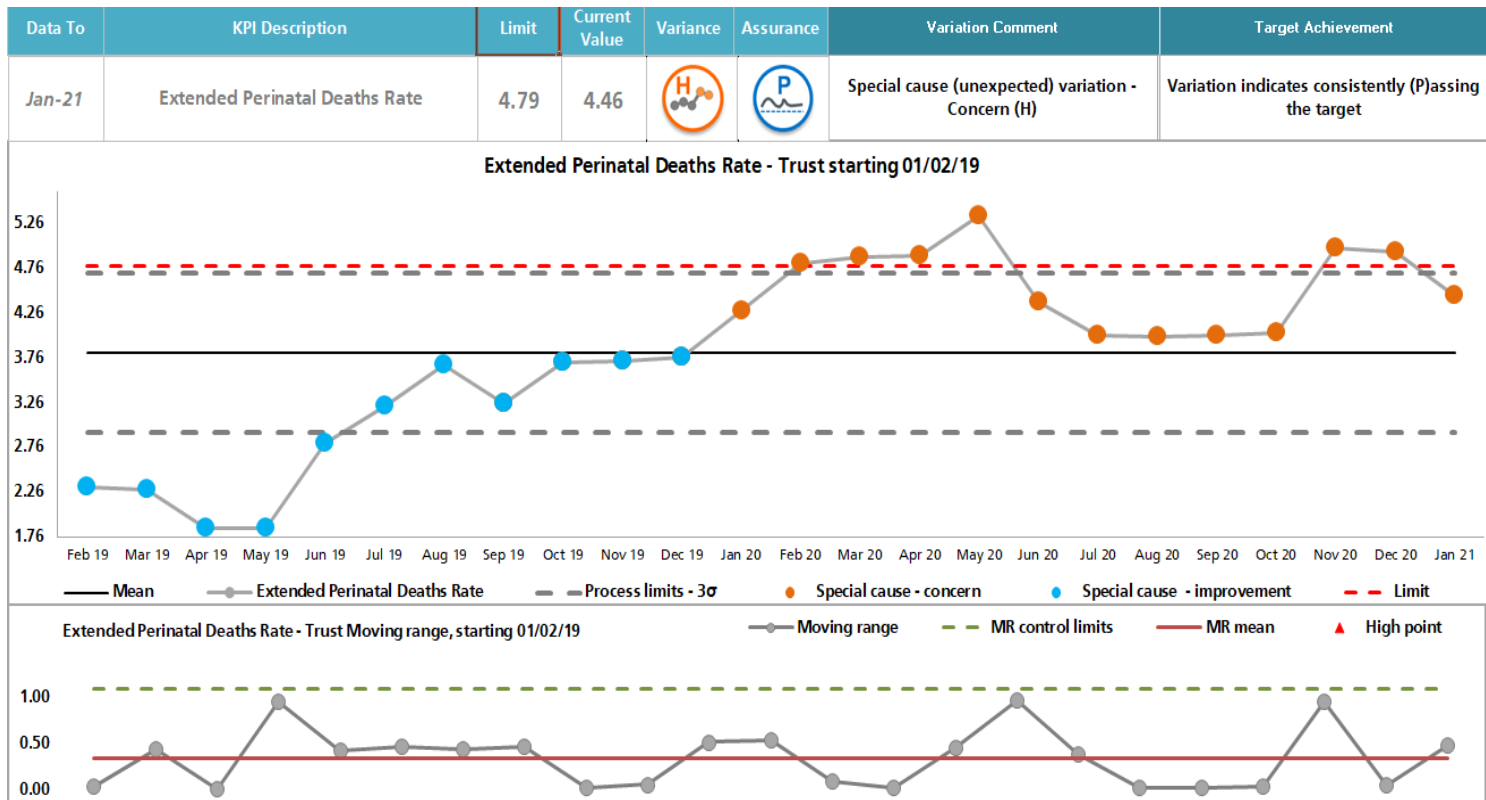 Data To KPI Description Limit Current Value Variance Assurance Variation Comment Target Achievement
Jan-21 Extended Perinatal Deaths Rate 4.79 4.46 H P Special cause (unexpected) variation - Concern (H) Variation indicates consistently (P)assing the target
Extended Perinatal Deaths Rate - Trust starting 01/02/19
5.26
4.76
4.26
3.76
3.26
2.76
2.26
1.76
Feb 19 Mar 19 Apr 19 May 19 Jun 19 Jul 19 Aug 19 Sep 19 Oct 19 Nov 19 Dec 19 Jan 20 Feb 20 Mar 20 Apr 20 May 20 Jun 20 Jul 20 Aug 20 Sep 20 Oct 20 Nov 20 Dec 20 Jan 21
Mean Extended Perinatal Deaths Rate Process limits - 3σ Special cause - concern Special cause - improvement Limit
Extended Perinatal Deaths Rate - Trust Moving range, starting 01/02/19 Moving range MR control limits MR mean High point
1.00
0.50
0.00